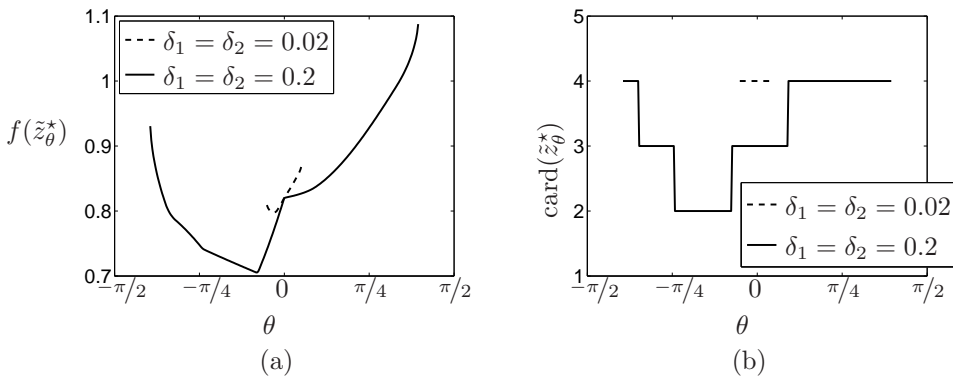 1.1
1
0.9
0.8
0.7
f(z̃*_θ)
δ₁ = δ₂ = 0.02
δ₁ = δ₂ = 0.2
−π/2
−π/4
0
π/4
π/2
θ
(a)
5
4
3
2
1
card(z̃*_θ)
δ₁ = δ₂ = 0.02
δ₁ = δ₂ = 0.2
−π/2
−π/4
0
π/4
π/2
θ
(b)